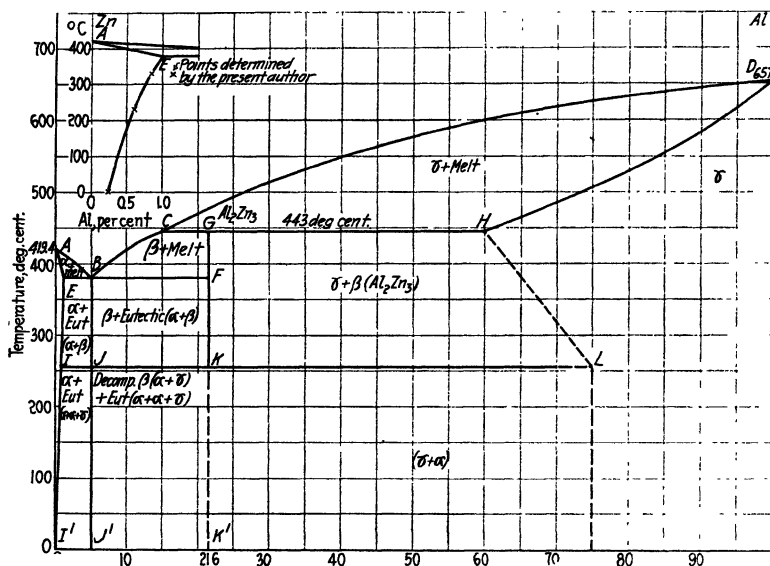 °C Zn Al
A
700 400
E Points determined
by the present author
300
D 657
600 200
γ+Melt
100
γ
500 0
0 0.5 1.0
Al, percent C G Al₂Zn₃ 443 deg cent. H
419.4 A
β+Melt
400 B
F γ+β(Al₂Zn₃)
E
α+
Eut β+Eutectic(α+β)
300
(α+β)
I J K L
α+ Decomp. β(α+γ)
Eut +Eut(α+α+γ)
200
(γ+α)
100
I' J' K'
0
10 21.6 30 40 50 60 70 80 90
Temperature, deg. cent.